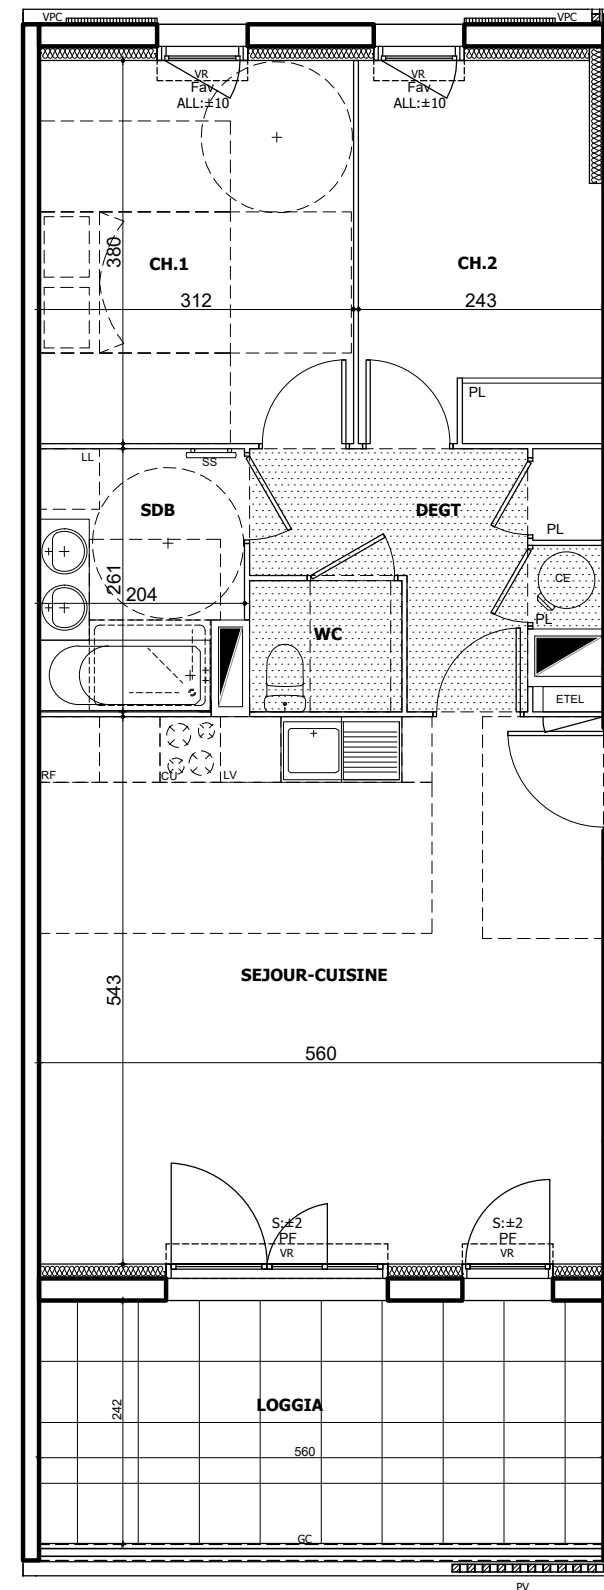 VPC
VPC
VR
Fav
ALL:±10
VR
Fav
ALL:±10
380
CH.1
CH.2
312
243
PL
LL
SS
SDB
DEGT
PL
261
204
CE
PL
WC
ETEL
RF
CU
LV
SEJOUR-CUISINE
543
560
S:±2
PF
VR
S:±2
PF
VR
LOGGIA
242
560
GC
PV